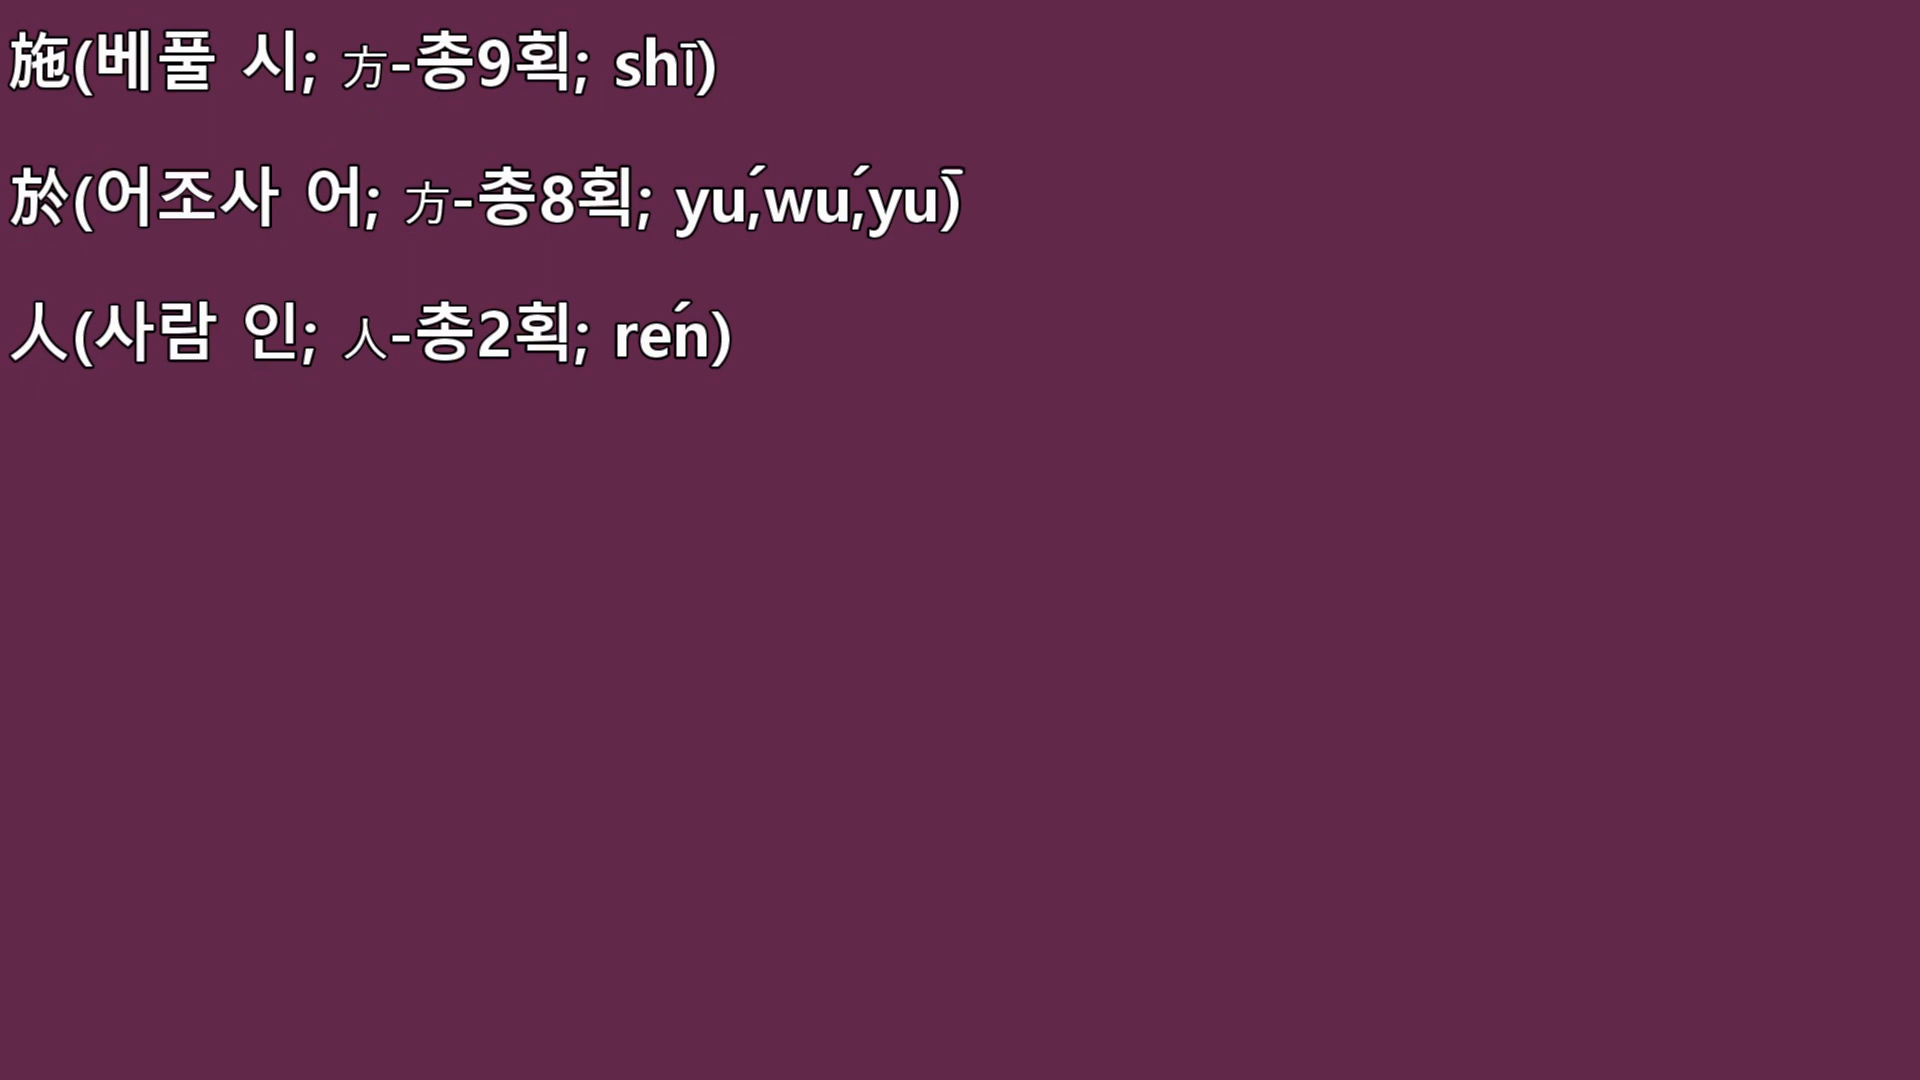 施(베풀 시; 方-총9획; shī)
於(어조사 어; 方-총8획; yú,wú,yū)
人(사람 인; 人-총2획; rén)